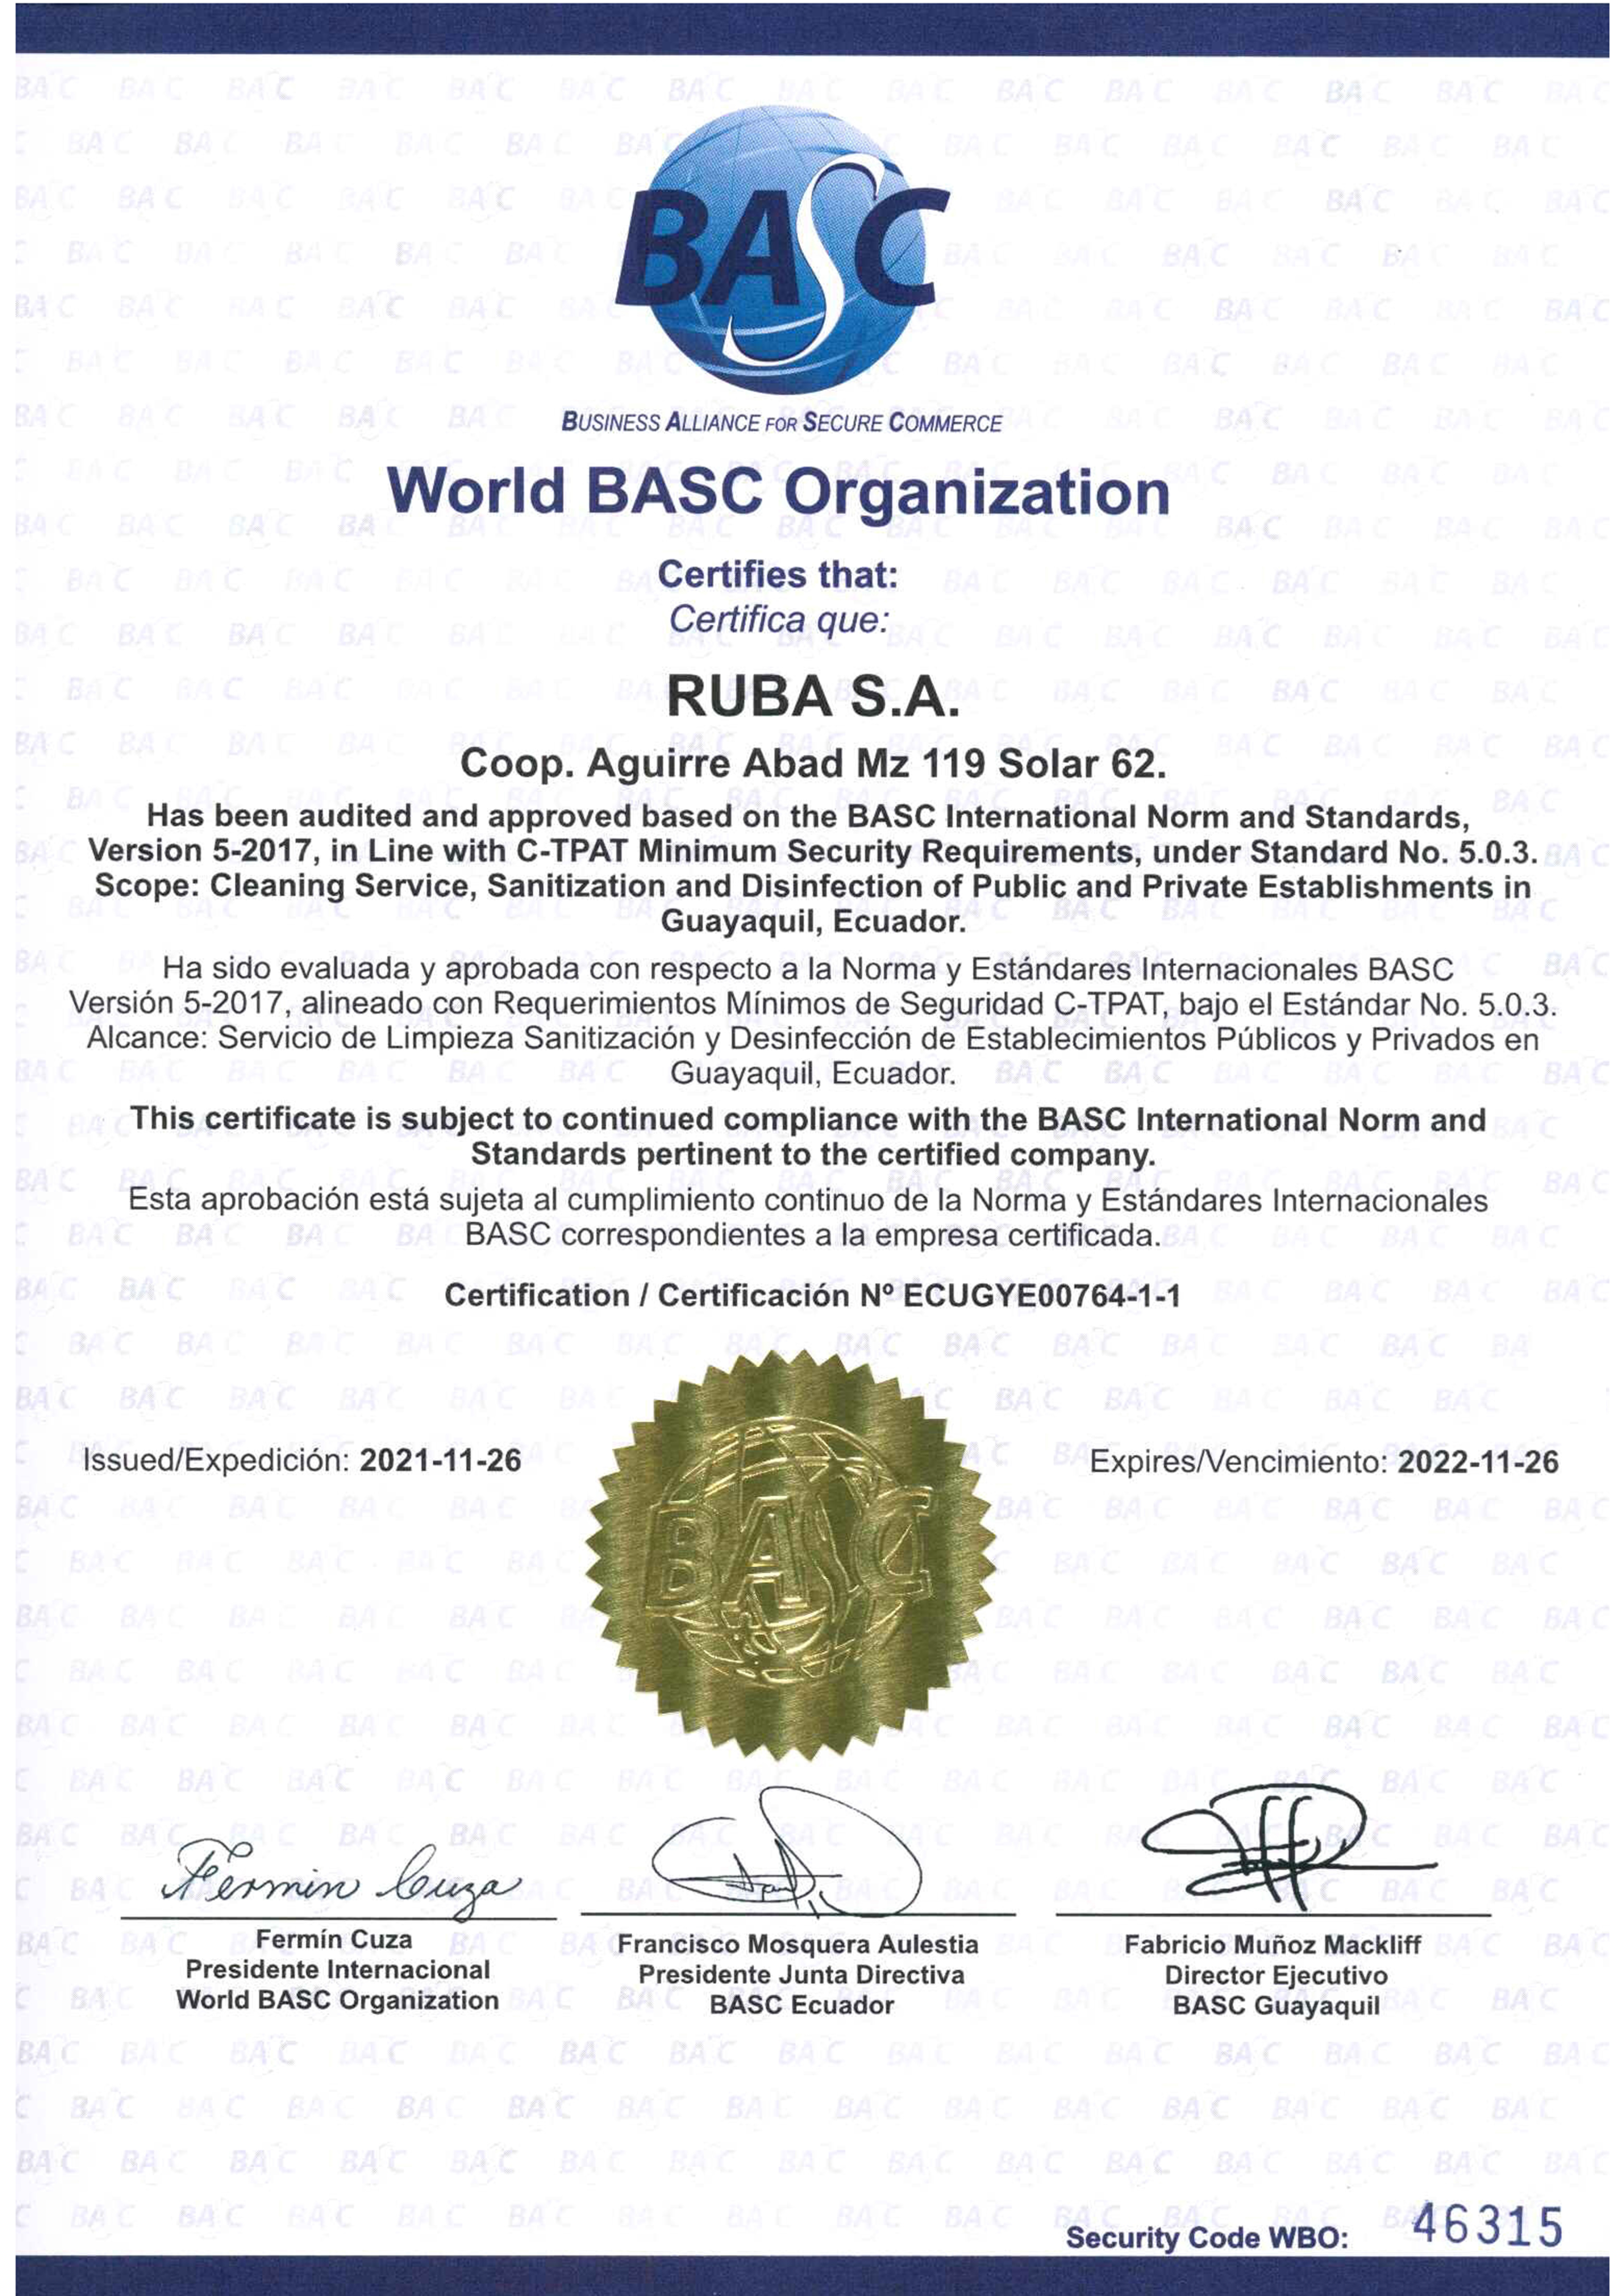 BASC
BUSINESS ALLIANCE FOR SECURE COMMERCE
World BASC Organization
Certifies that:
Certifica que:
RUBA S.A.
Coop. Aguirre Abad Mz 119 Solar 62.
Has been audited and approved based on the BASC International Norm and Standards,
Version 5-2017, in Line with C-TPAT Minimum Security Requirements, under Standard No. 5.0.3.
Scope: Cleaning Service, Sanitization and Disinfection of Public and Private Establishments in
Guayaquil, Ecuador.
Ha sido evaluada y aprobada con respecto a la Norma y Estándares Internacionales BASC
Versión 5-2017, alineado con Requerimientos Mínimos de Seguridad C-TPAT, bajo el Estándar No. 5.0.3.
Alcance: Servicio de Limpieza Sanitización y Desinfección de Establecimientos Públicos y Privados en
Guayaquil, Ecuador.
This certificate is subject to continued compliance with the BASC International Norm and
Standards pertinent to the certified company.
Esta aprobación está sujeta al cumplimiento continuo de la Norma y Estándares Internacionales
BASC correspondientes a la empresa certificada.
Certification / Certificación Nº ECUGYE00764-1-1
Issued/Expedición: 2021-11-26
Expires/Vencimiento: 2022-11-26
BASC
Fermin Cuza
Fermín Cuza
Presidente Internacional
World BASC Organization
Francisco Mosquera Aulestia
Presidente Junta Directiva
BASC Ecuador
Fabricio Muñoz Mackliff
Director Ejecutivo
BASC Guayaquil
Security Code WBO: 46315